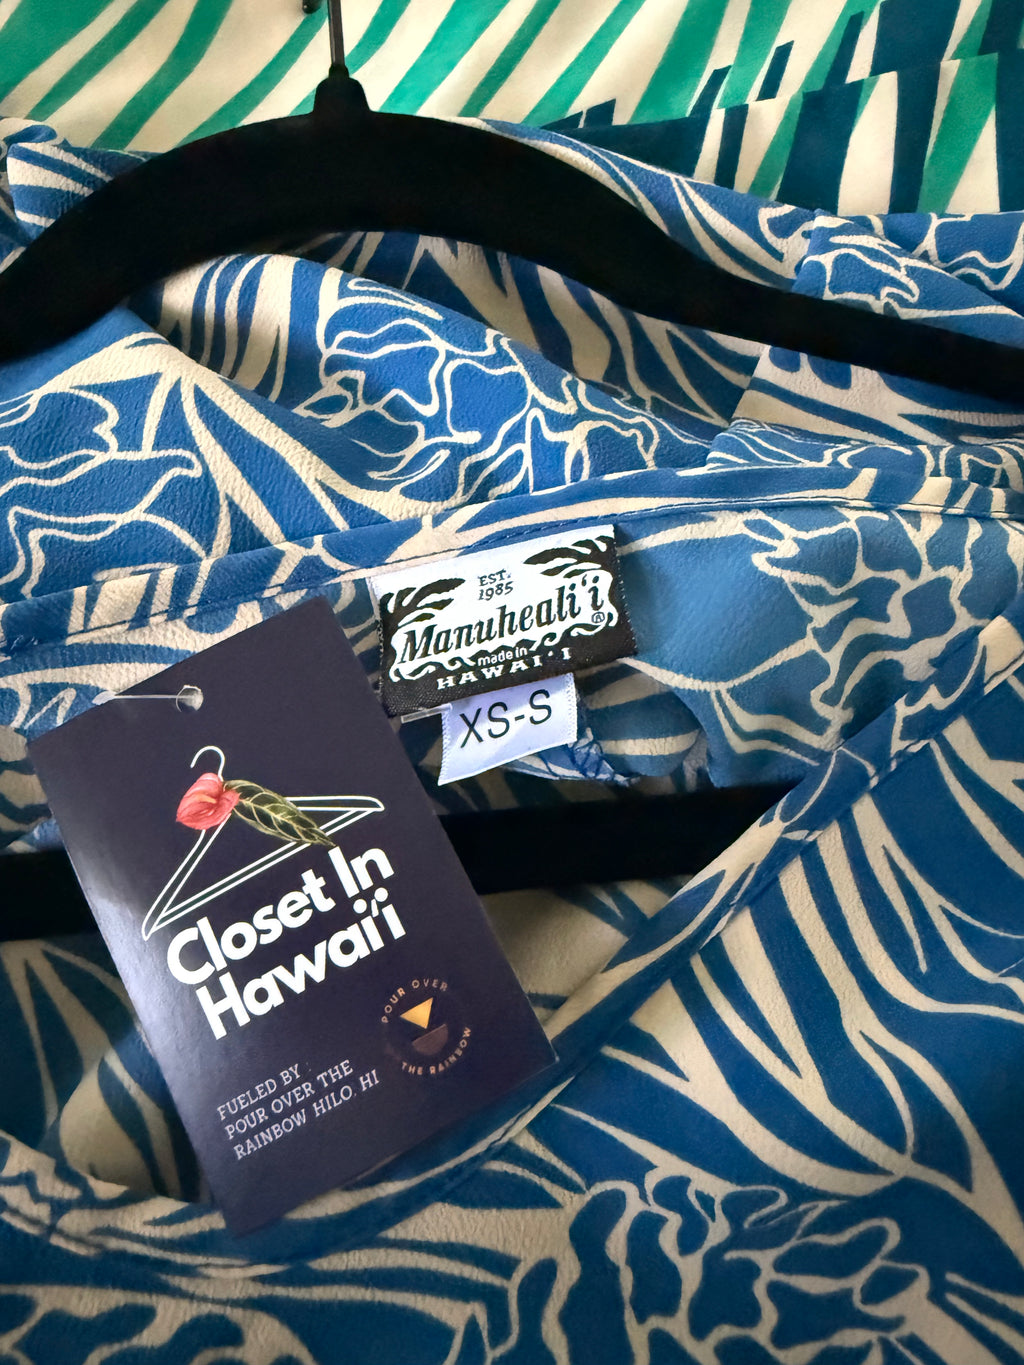 EST.
1985
Manuheali‘i
®
made in
HAWAI‘I
XS-S
Closet In
Hawai‘i
POUR OVER
THE RAINBOW
FUELED BY
POUR OVER THE
RAINBOW HILO, HI